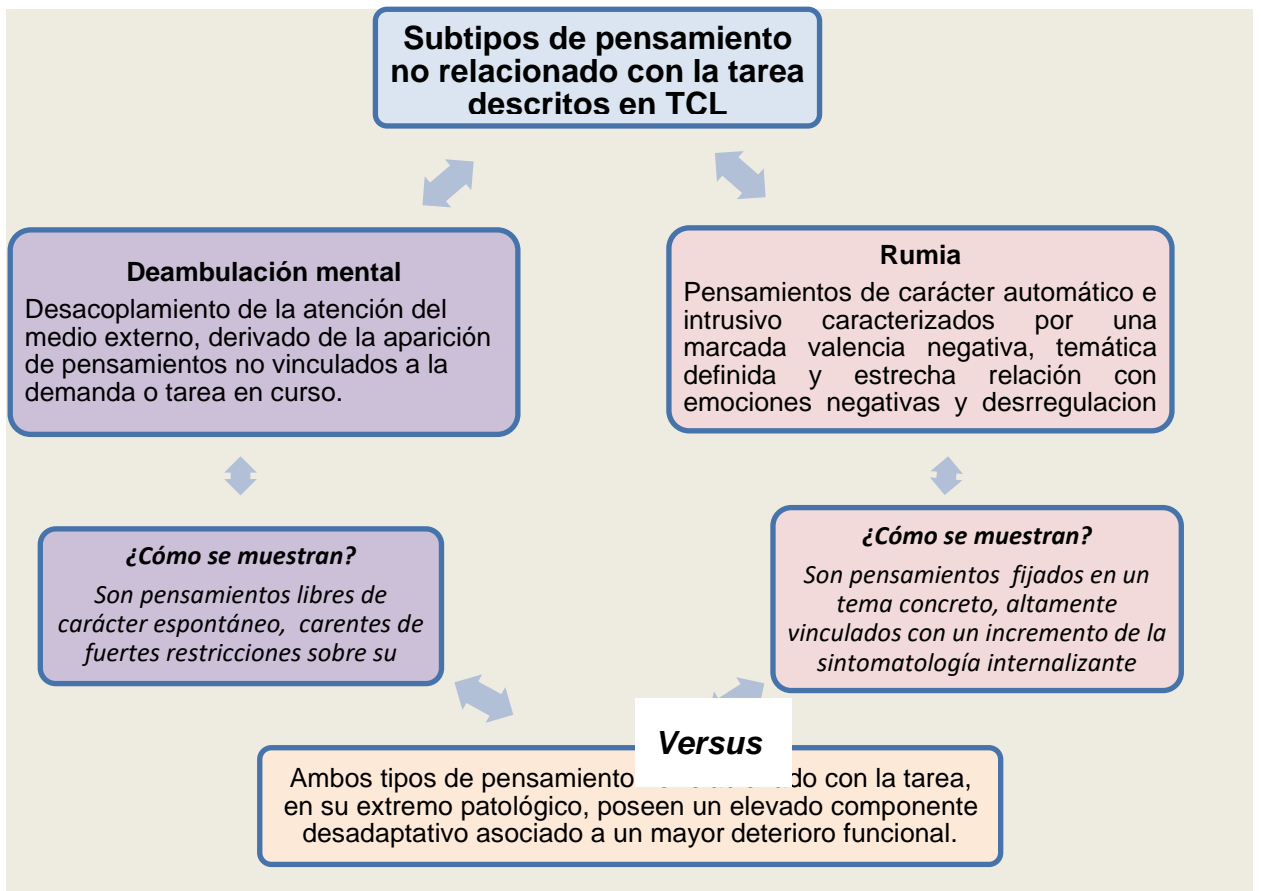 Subtipos de pensamiento
no relacionado con la tarea
descritos en TCL
Deambulación mental
Desacoplamiento de la atención del
medio externo, derivado de la aparición
de pensamientos no vinculados a la
demanda o tarea en curso.
Rumia
Pensamientos de carácter automático e
intrusivo caracterizados por una
marcada valencia negativa, temática
definida y estrecha relación con
emociones negativas y desrregulacion
¿Cómo se muestran?
Son pensamientos libres de
carácter espontáneo, carentes de
fuertes restricciones sobre su
¿Cómo se muestran?
Son pensamientos fijados en un
tema concreto, altamente
vinculados con un incremento de la
sintomatología internalizante
Versus
Ambos tipos de pensamiento do con la tarea,
en su extremo patológico, poseen un elevado componente
desadaptativo asociado a un mayor deterioro funcional.